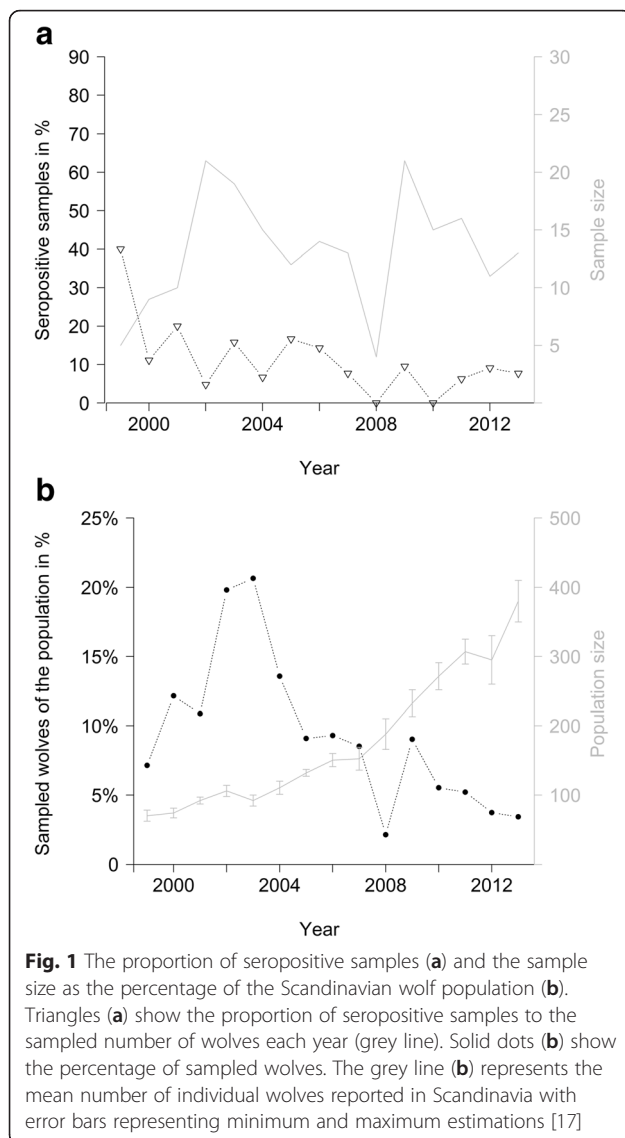 a
90
80
70
60
50
40
30
20
10
0
Seropositive samples in %
30
25
20
15
10
5
0
Sample size
2000 2004 2008 2012
Year
b
25%
20%
15%
10%
5%
0
Sampled wolves of the population in %
500
400
300
200
100
0
Population size
2000 2004 2008 2012
Year
Fig. 1 The proportion of seropositive samples (a) and the sample
size as the percentage of the Scandinavian wolf population (b).
Triangles (a) show the proportion of seropositive samples to the
sampled number of wolves each year (grey line). Solid dots (b) show
the percentage of sampled wolves. The grey line (b) represents the
mean number of individual wolves reported in Scandinavia with
error bars representing minimum and maximum estimations [17]